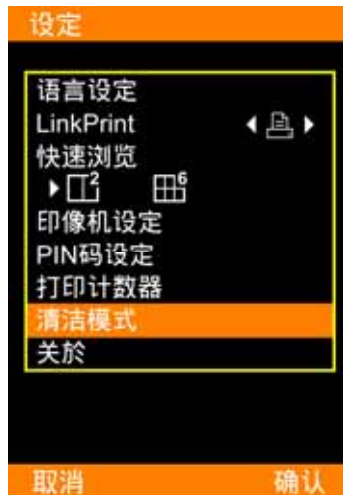 设定
语言设定
LinkPrint
快速浏览
2 6
印像机设定
PIN码设定
打印计数器
清洁模式
关於
取消 确认